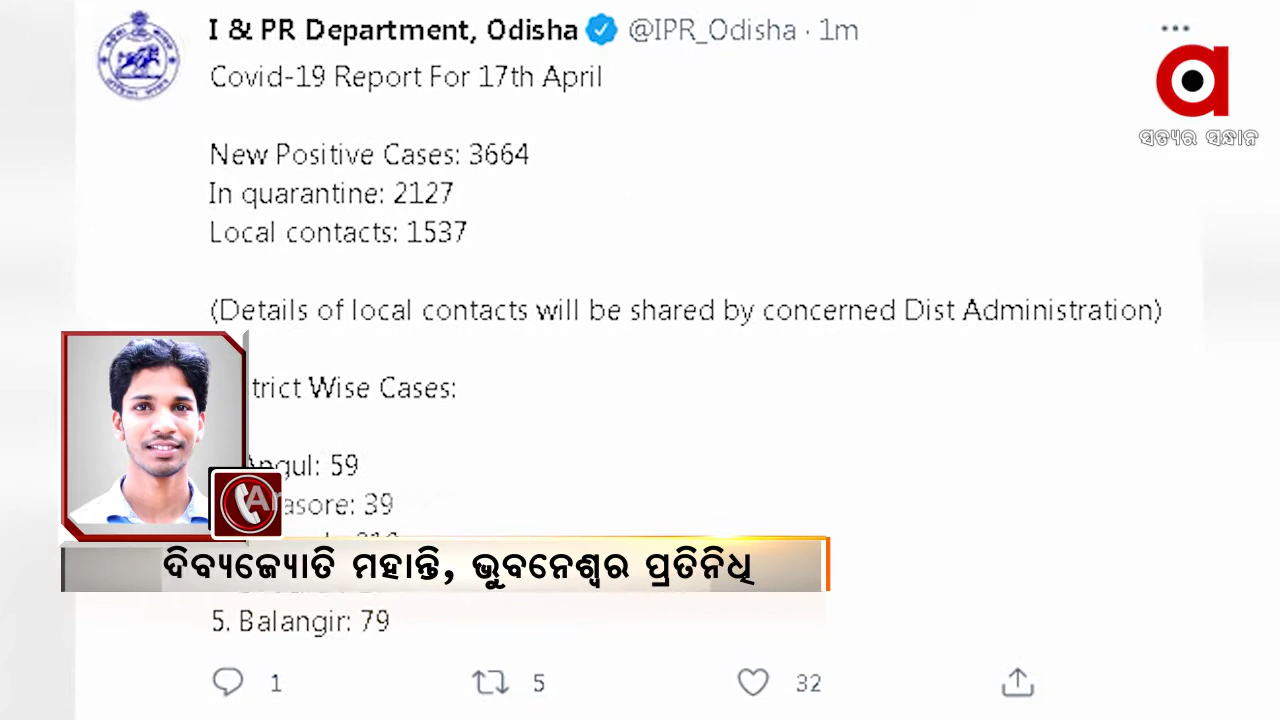 I & PR Department, Odisha @IPR_Odisha · 1m
Covid-19 Report For 17th April
ସତ୍ୟର ସନ୍ଧାନ
New Positive Cases: 3664
In quarantine: 2127
Local contacts: 1537
(Details of local contacts will be shared by concerned Dist Administration)
trict Wise Cases:
Angul: 59
asore: 39
ଦିବ୍ୟଜ୍ୟୋତି ମହାନ୍ତି, ଭୁବନେଶ୍ୱର ପ୍ରତିନିଧି
5. Balangir: 79
1 5 32